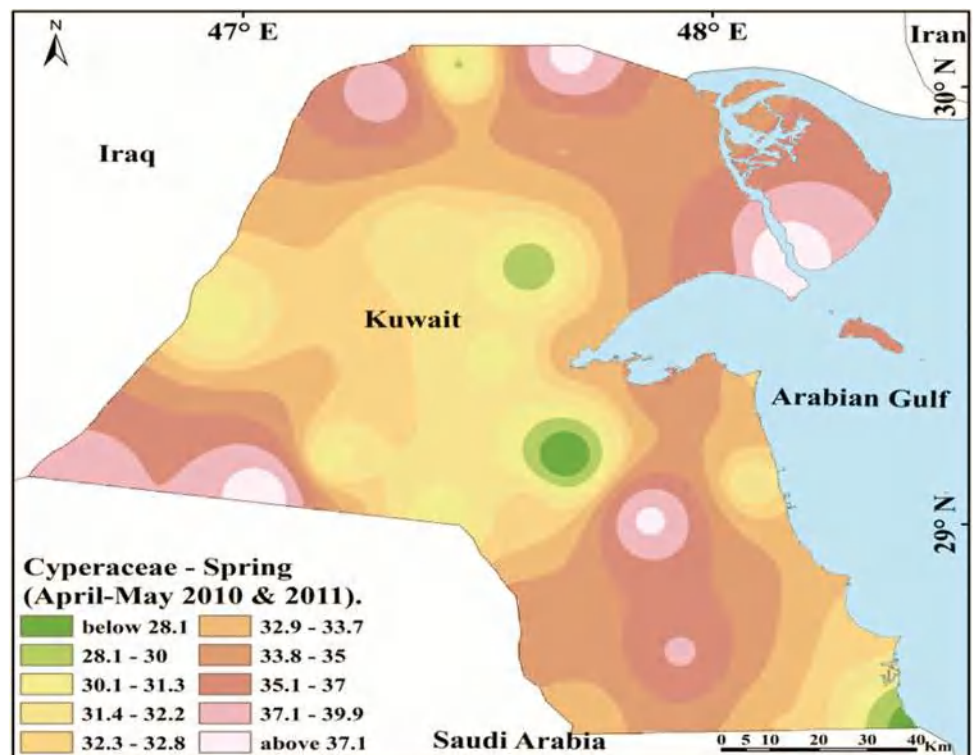 N
47° E
48° E
Iran
30° N
Iraq
Kuwait
Arabian Gulf
29° N
Cyperaceae - Spring
(April-May 2010 & 2011).
below 28.1
32.9 - 33.7
28.1 - 30
33.8 - 35
30.1 - 31.3
35.1 - 37
31.4 - 32.2
37.1 - 39.9
32.3 - 32.8
above 37.1
Saudi Arabia
0 5 10 20 30 40
Km